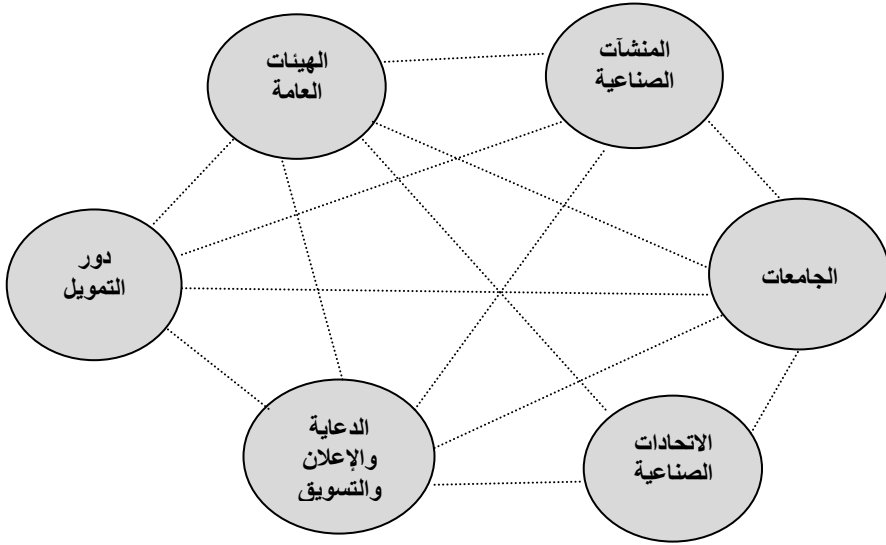 المنشآت
الصناعية
الهيئات
العامة
الجامعات
دور
التمويل
الدعاية
والإعلان
والتسويق
الاتحادات
الصناعية